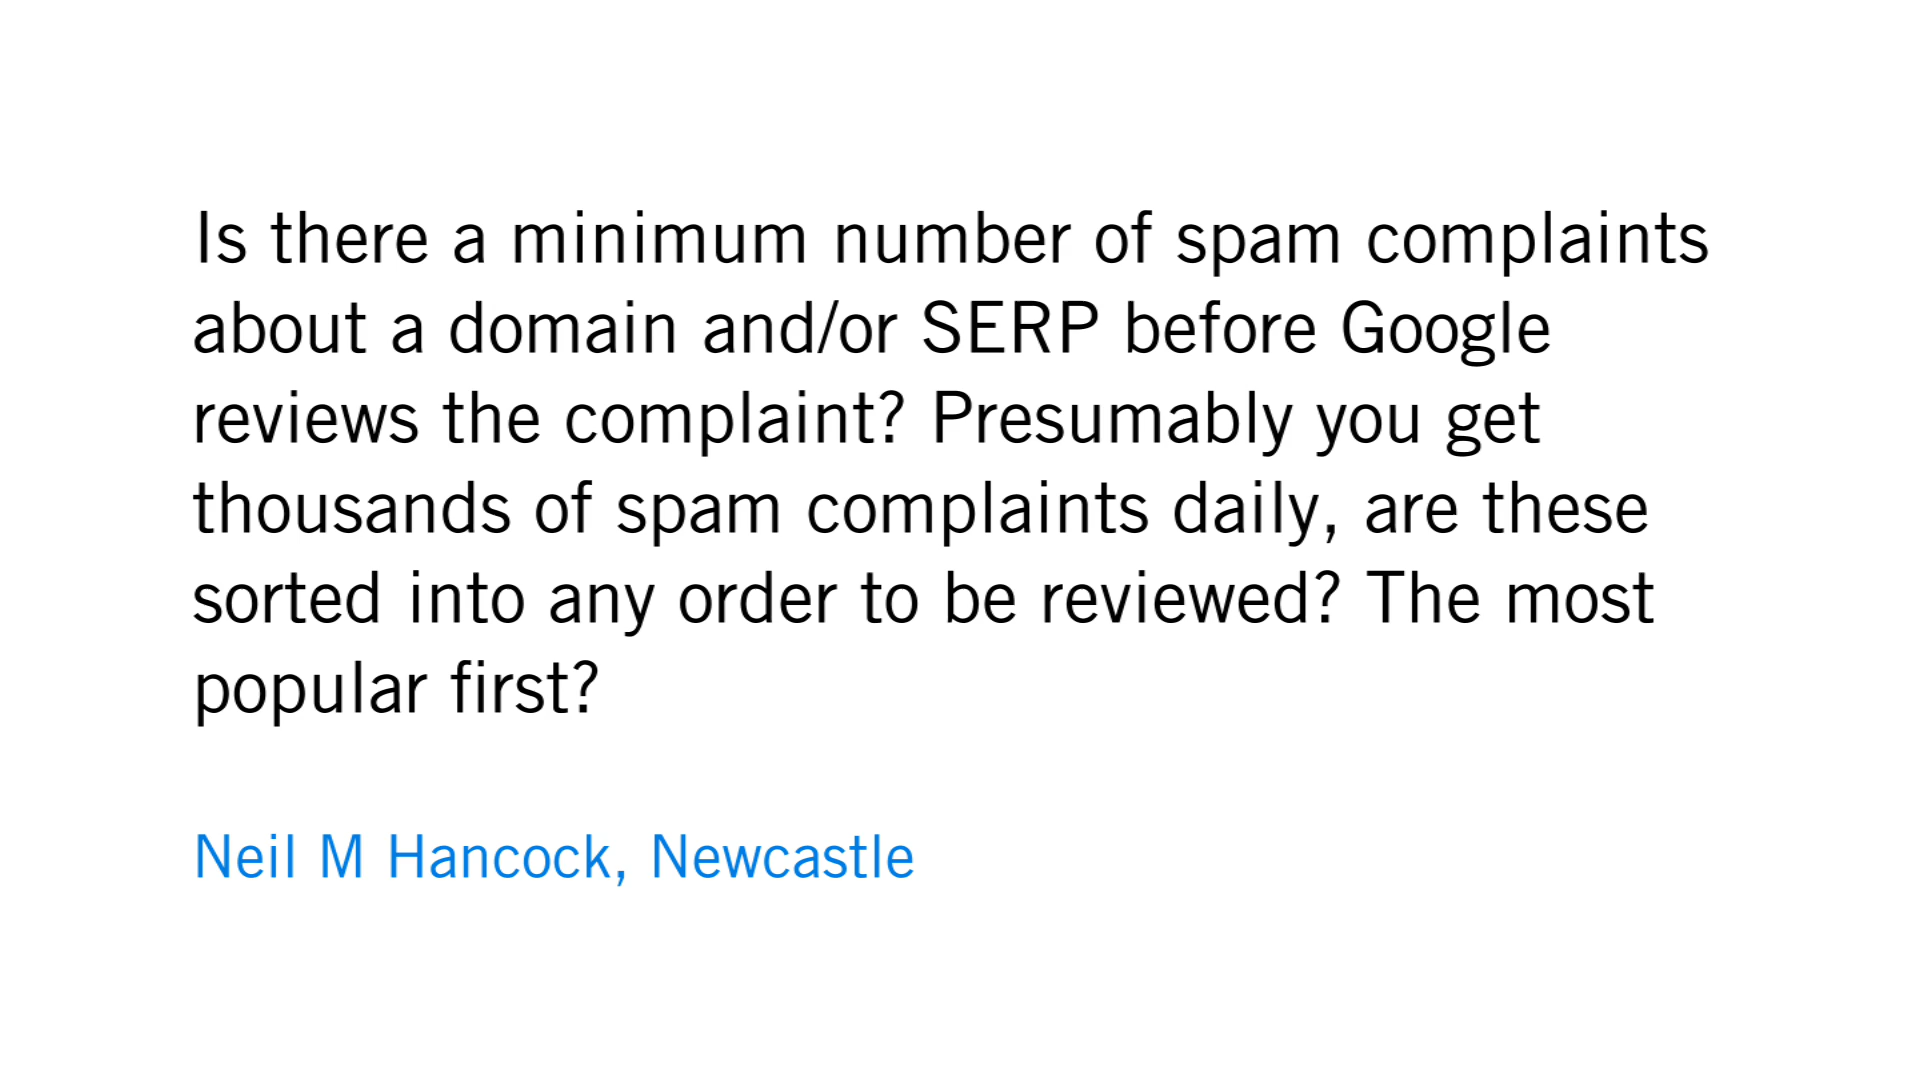 Is there a minimum number of spam complaints
about a domain and/or SERP before Google
reviews the complaint? Presumably you get
thousands of spam complaints daily, are these
sorted into any order to be reviewed? The most
popular first?
Neil M Hancock, Newcastle